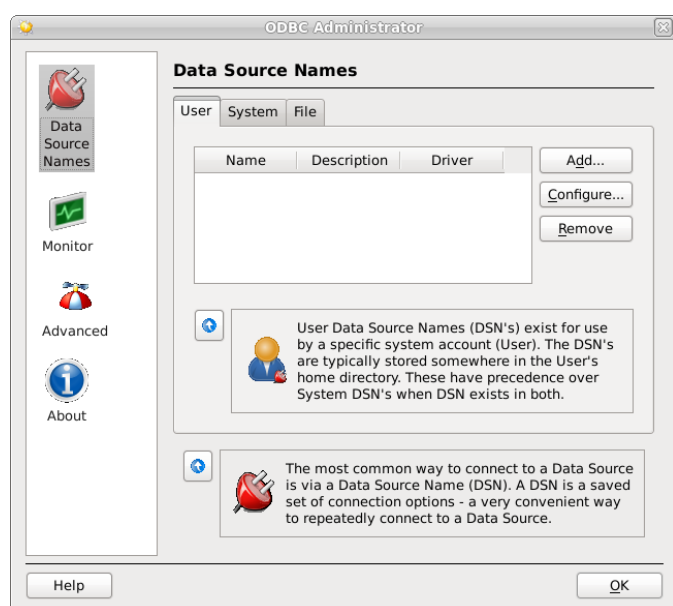 ODBC Administrator
Data
Source
Names
Monitor
Advanced
About
Data Source Names
User System File
Name Description Driver
Add...
Configure...
Remove
User Data Source Names (DSN's) exist for use
by a specific system account (User). The DSN's
are typically stored somewhere in the User's
home directory. These have precedence over
System DSN's when DSN exists in both.
The most common way to connect to a Data Source
is via a Data Source Name (DSN). A DSN is a saved
set of connection options - a very convenient way
to repeatedly connect to a Data Source.
Help
OK